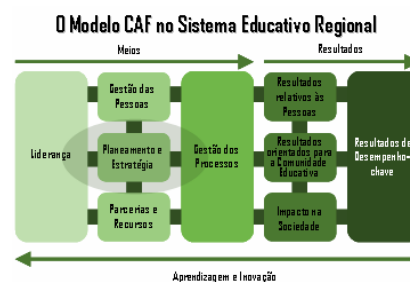 O Modelo CAF no Sistema Educativo Regional
Meios
Resultados
Liderança
Gestão das
Pessoas
Planeamento e
Estratégia
Parcerias e
Recursos
Gestão dos
Processos
Resultados
relativos às
Pessoas
Resultados
orientados para
a Comunidade
Educativa
Impacto na
Sociedade
Resultados de
Desempenho-
chave
Aprendizagem e Inovação